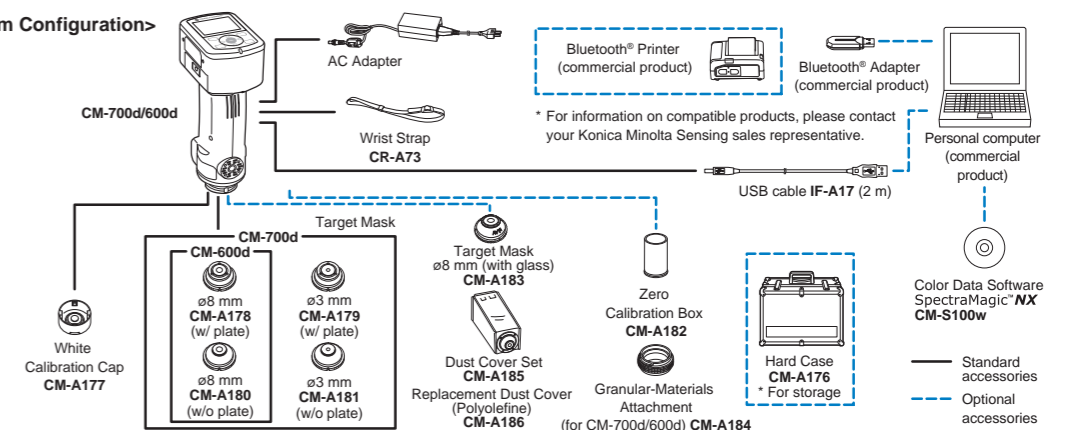 m Configuration>
AC Adapter
Bluetooth® Printer
(commercial product)
Bluetooth® Adapter
(commercial product)
CM-700d/600d
* For information on compatible products, please contact
your Konica Minolta Sensing sales representative.
Wrist Strap
CR-A73
Personal computer
(commercial
product)
USB cable IF-A17 (2 m)
Target Mask
CM-700d
CM-600d
ø8 mm
CM-A178
(w/ plate)
ø3 mm
CM-A179
(w/ plate)
ø8 mm
CM-A180
(w/o plate)
ø3 mm
CM-A181
(w/o plate)
White
Calibration Cap
CM-A177
Target Mask
ø8 mm (with glass)
CM-A183
Dust Cover Set
CM-A185
Replacement Dust Cover
(Polyolefine)
CM-A186
Zero
Calibration Box
CM-A182
Granular-Materials
Attachment
(for CM-700d/600d) CM-A184
Hard Case
CM-A176
* For storage
Color Data Software
SpectraMagic™ NX
CM-S100w
Standard
accessories
Optional
accessories